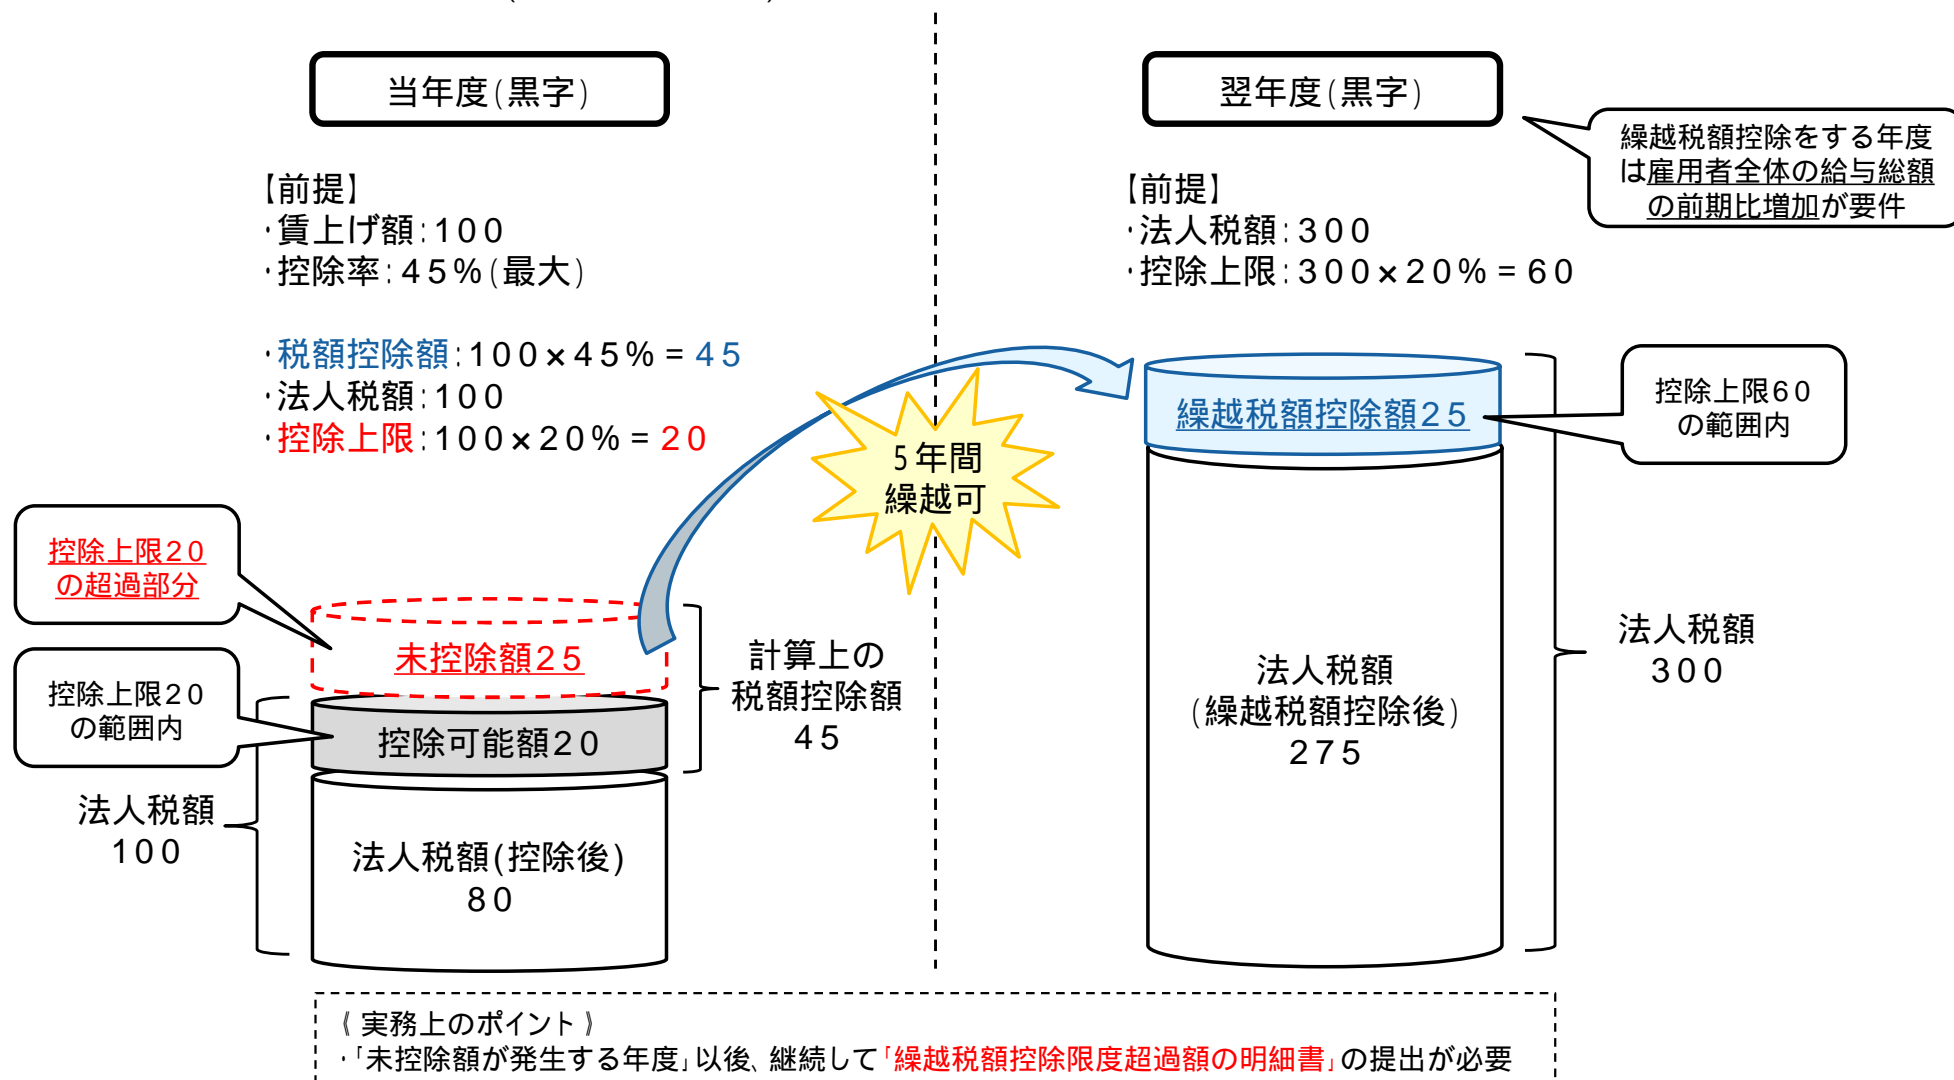 当年度(黒字)
【前提】
・賃上げ額:100
・控除率:45%(最大)
・税額控除額:100×45%=45
・法人税額:100
・控除上限:100×20%=20
控除上限20
の超過部分
未控除額25
控除上限20
の範囲内
控除可能額20
計算上の
税額控除額
45
法人税額
100
法人税額(控除後)
80
5年間
繰越可
翌年度(黒字)
繰越税額控除をする年度
は雇用者全体の給与総額
の前期比増加が要件
【前提】
・法人税額:300
・控除上限:300×20%=60
繰越税額控除額25
控除上限60
の範囲内
法人税額
(繰越税額控除後)
275
法人税額
300
《実務上のポイント》
・「未控除額が発生する年度」以後、継続して「繰越税額控除限度超過額の明細書」の提出が必要